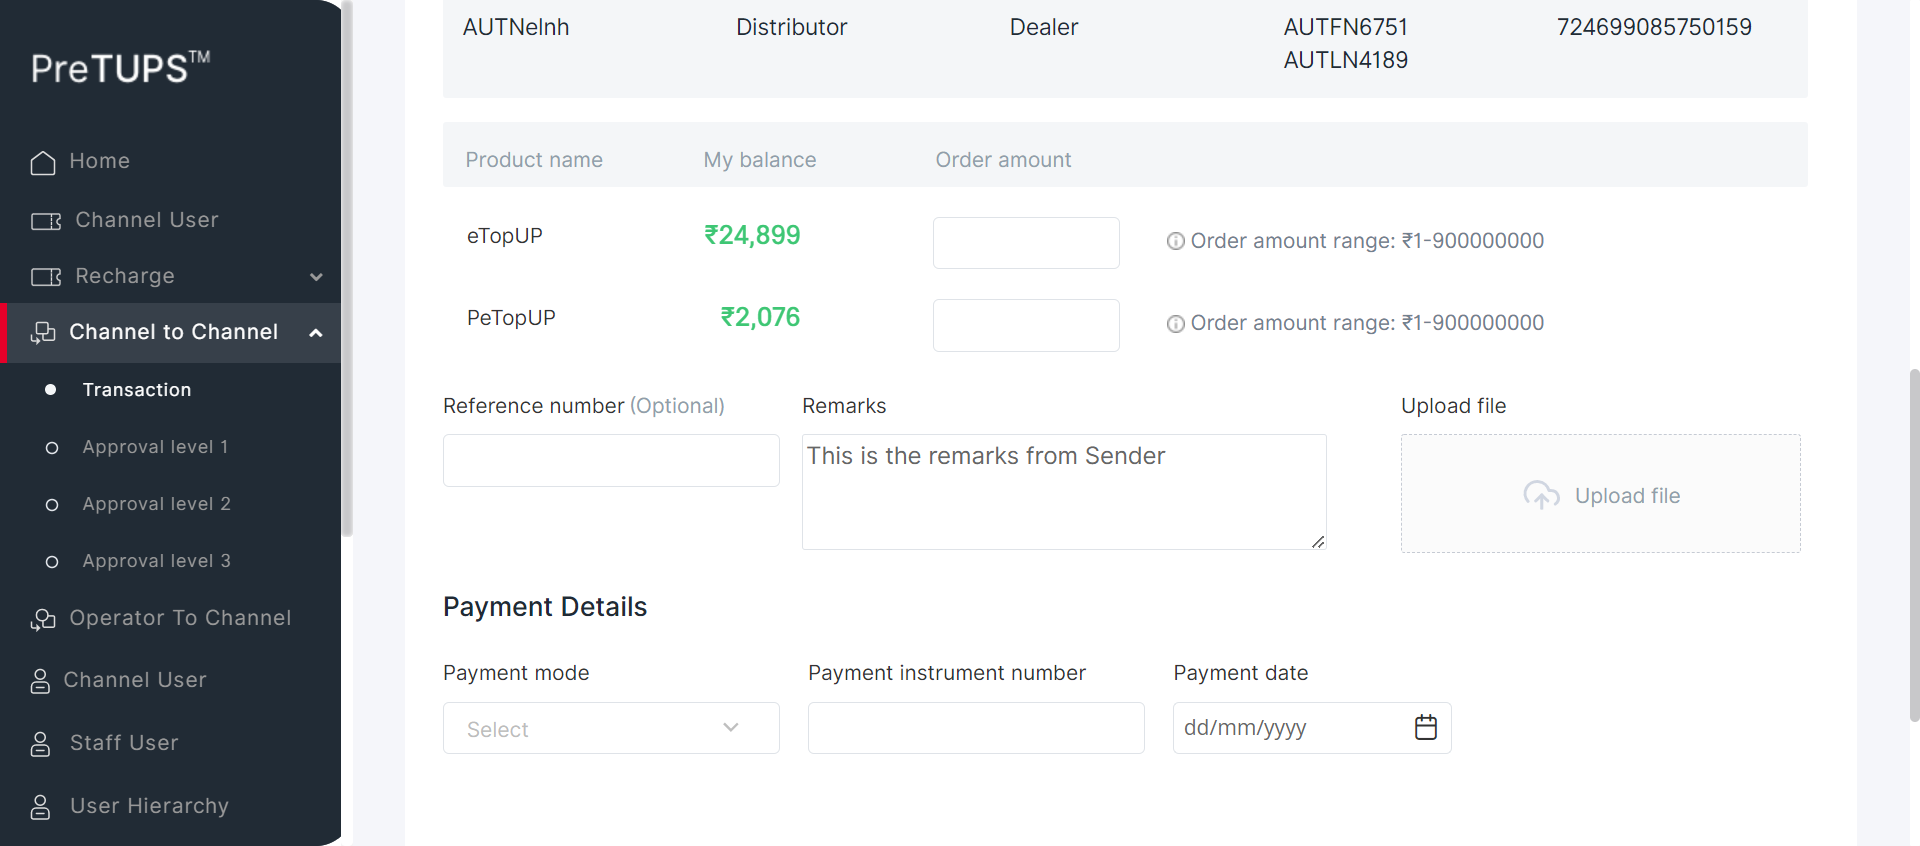 PreTUPS™
Home
Channel User
Recharge
Channel to Channel
Transaction
Approval level 1
Approval level 2
Approval level 3
Operator To Channel
Channel User
Staff User
User Hierarchy
AUTNelnh Distributor Dealer AUTFN6751 724699085750159
AUTLN4189
Product name My balance Order amount
eTopUP ₹24,899 Order amount range: ₹1-900000000
PeTopUP ₹2,076 Order amount range: ₹1-900000000
Reference number (Optional) Remarks Upload file
This is the remarks from Sender
Upload file
Payment Details
Payment mode Payment instrument number Payment date
Select dd/mm/yyyy